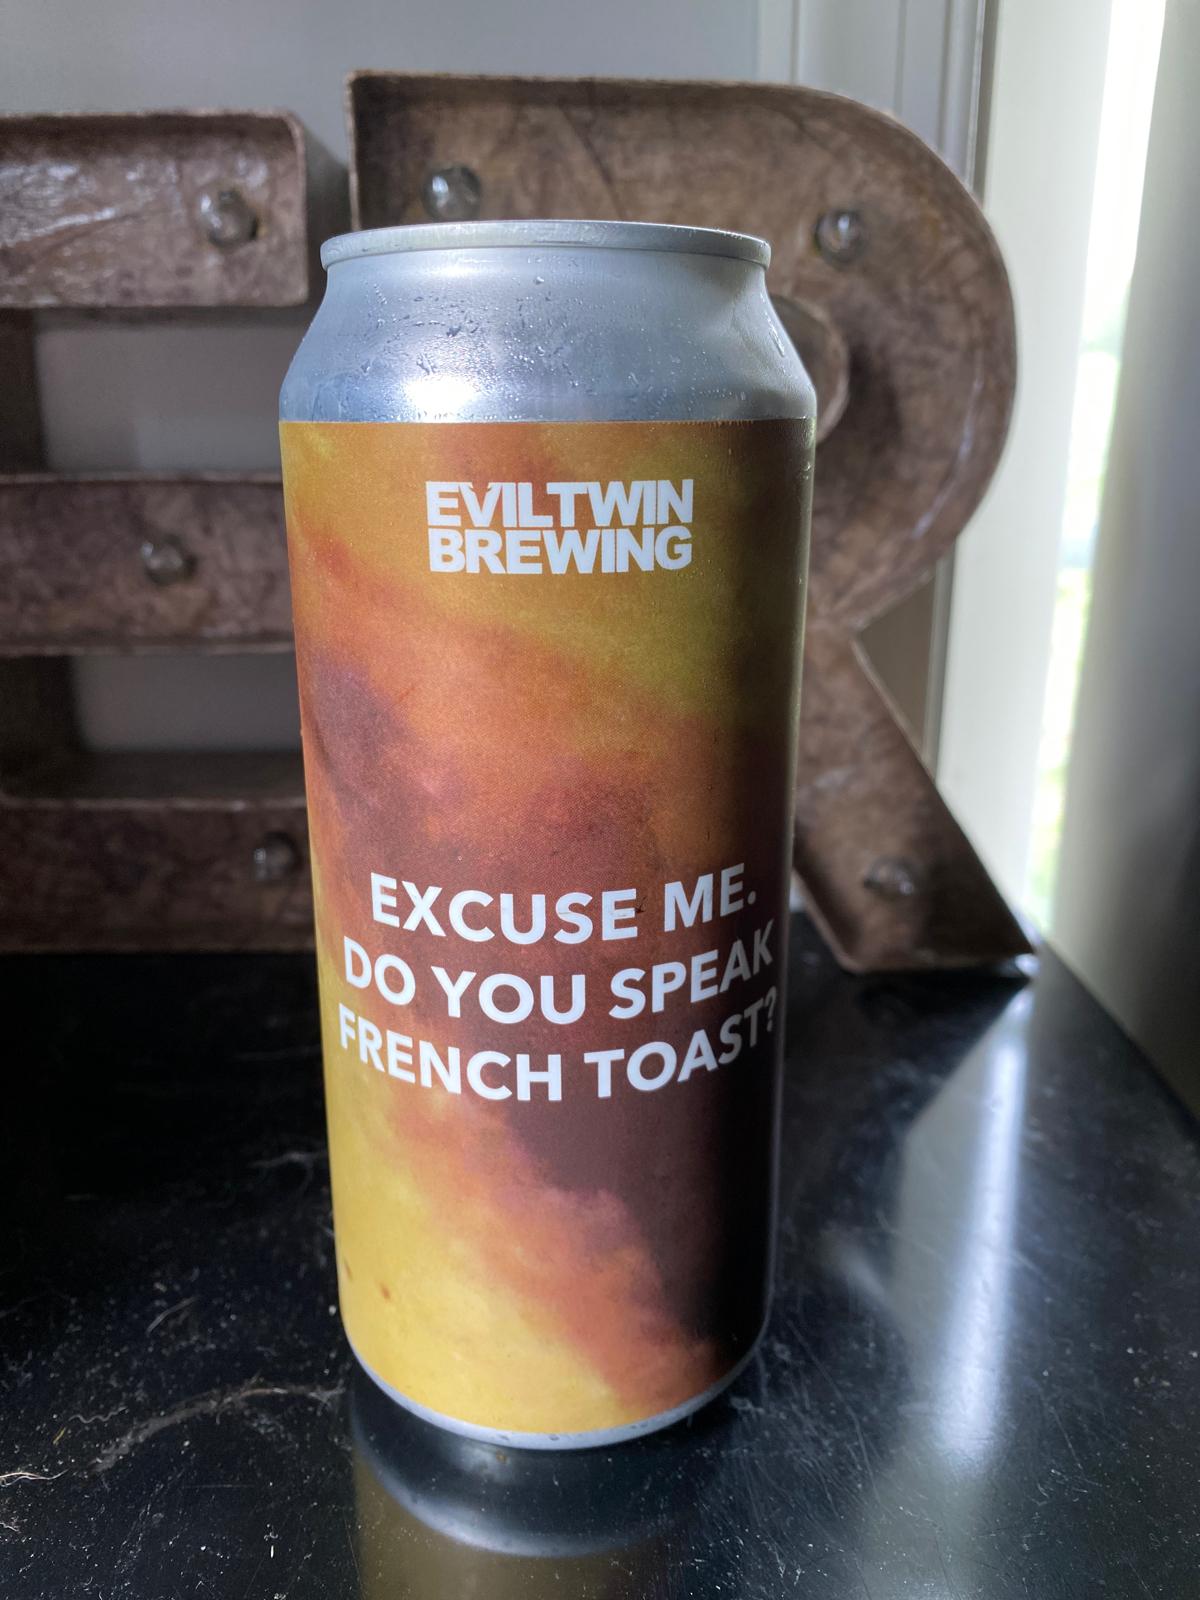 EVILTWIN
BREWING
EXCUSE ME.
DO YOU SPEAK
FRENCH TOAST?